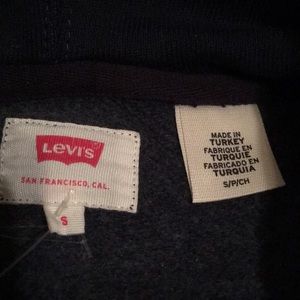 Levi's
SAN FRANCISCO, CAL.
S
MADE IN
TURKEY
FABRIQUE EN
TURQUIE
FABRICADO EN
TURQUIA
S/P/CH